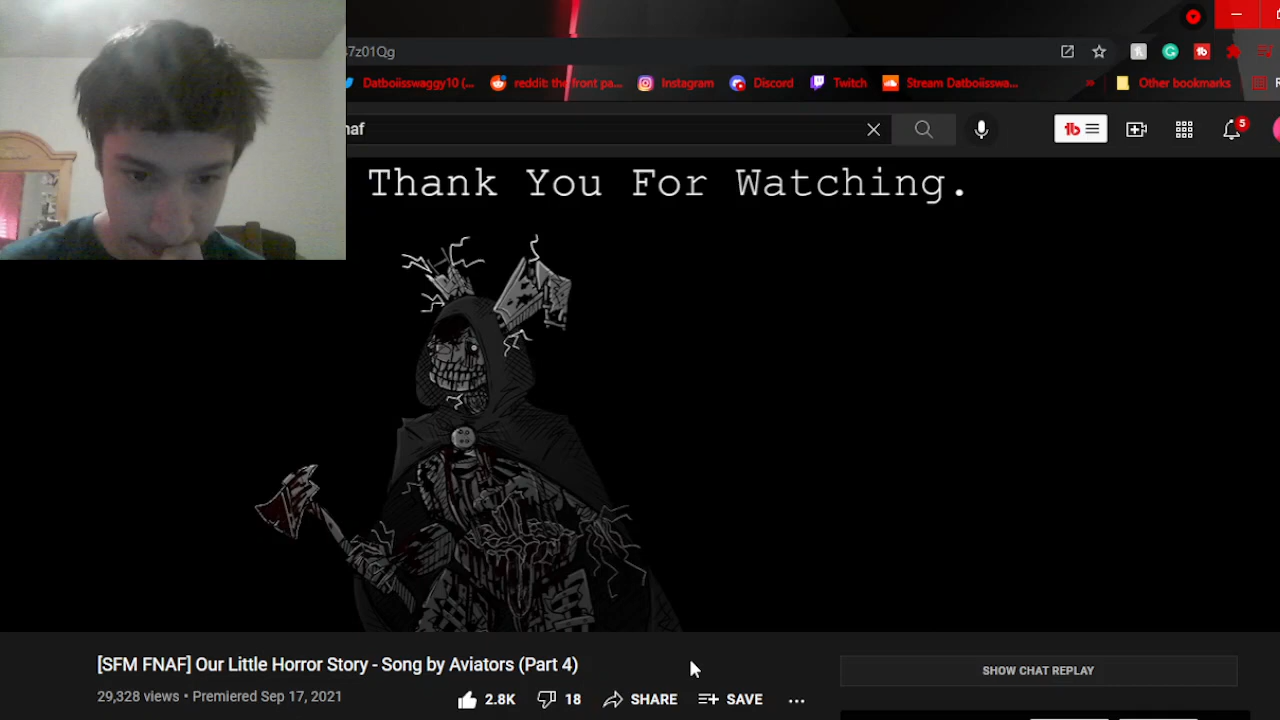 7z01Qg
Datboiisswaggy10 (...
reddit: the front pa...
Instagram
Discord
Twitch
Stream Datboiisswa...
»
Other bookmarks
R
naf
5
Thank You For Watching.
[SFM FNAF] Our Little Horror Story - Song by Aviators (Part 4)
29,328 views • Premiered Sep 17, 2021
2.8K
18
SHARE
SAVE
SHOW CHAT REPLAY